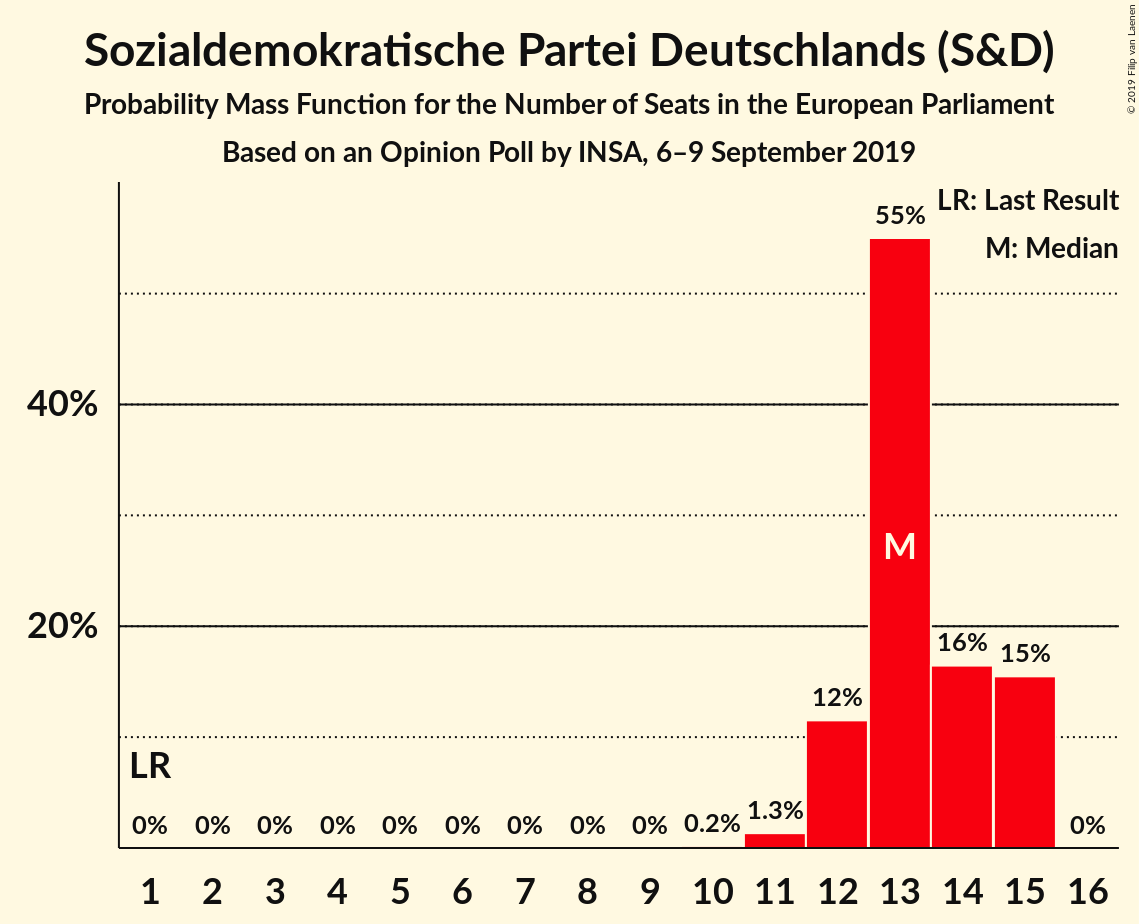 Sozialdemokratische Partei Deutschlands (S&D)
Probability Mass Function for the Number of Seats in the European Parliament
Based on an Opinion Poll by INSA, 6–9 September 2019
© 2019 Filip van Laenen
LR: Last Result
M: Median
40%
20%
LR
0% 0% 0% 0% 0% 0% 0% 0% 0% 0.2% 1.3% 12% 55% 16% 15% 0%
M
1 2 3 4 5 6 7 8 9 10 11 12 13 14 15 16